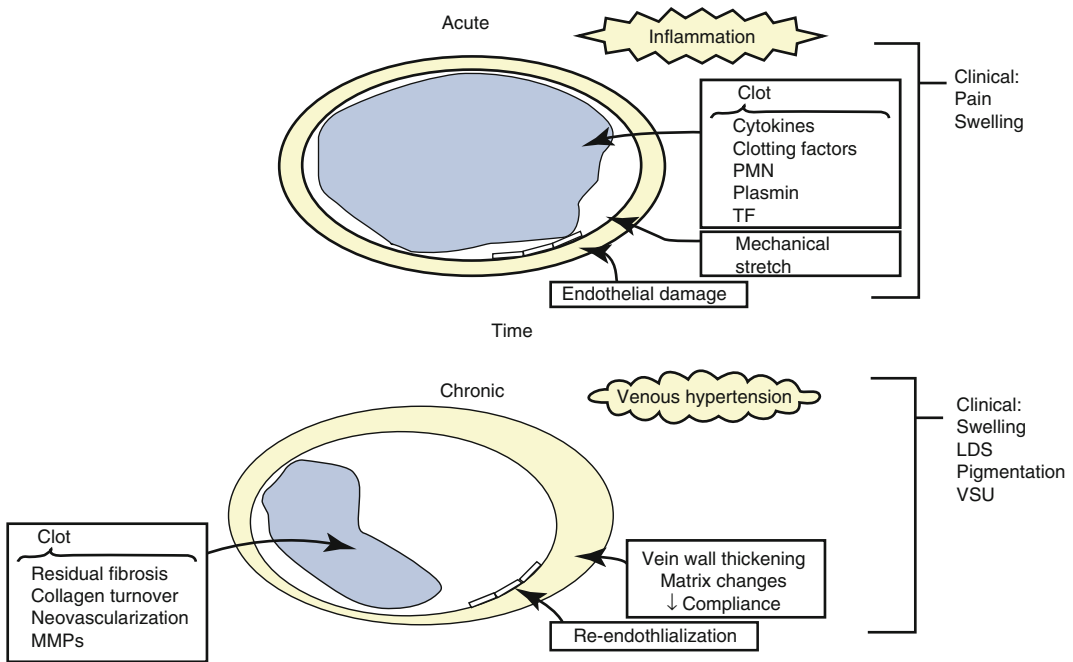 Acute
Inflammation
Clinical:
Pain
Swelling
Clot
Cytokines
Clotting factors
PMN
Plasmin
TF
Mechanical
stretch
Endothelial damage
Time
Chronic
Venous hypertension
Clinical:
Swelling
LDS
Pigmentation
VSU
Clot
Residual fibrosis
Collagen turnover
Neovascularization
MMPs
Vein wall thickening
Matrix changes
↓ Compliance
Re-endothlialization